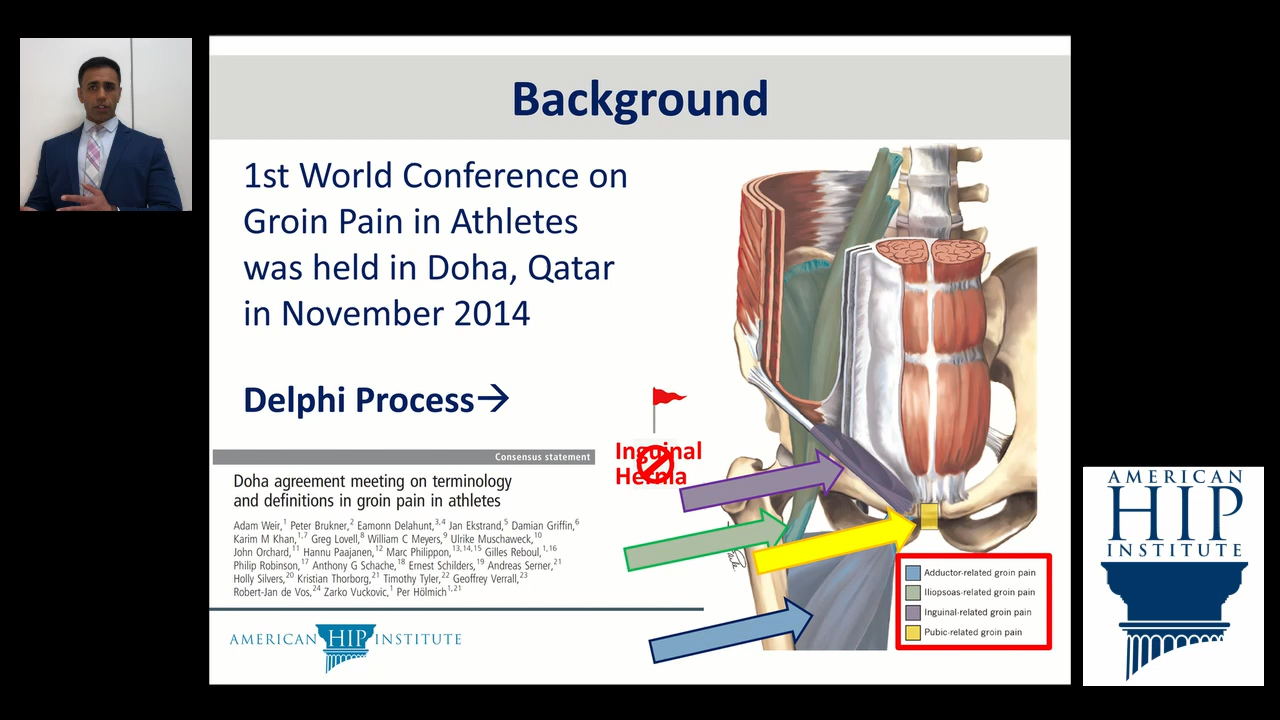 Background
1st World Conference on
Groin Pain in Athletes
was held in Doha, Qatar
in November 2014
Delphi Process→
Inguinal
Hernia
Consensus statement
Doha agreement meeting on terminology
and definitions in groin pain in athletes
Adam Weir,1 Peter Brukner,2 Eamonn Delahunt,3,4 Jan Ekstrand,5 Damian Griffin,6
Karim M Khan,1,7 Greg Lovell,8 William C Meyers,9 Ulrike Muschaweck,10
John Orchard,11 Hannu Paajanen,12 Marc Philippon,13,14,15 Gilles Reboul,1,16
Philip Robinson,17 Anthony G Schache,18 Ernest Schilders,19 Andreas Serner,21
Holly Silvers,20 Kristian Thorborg,21 Timothy Tyler,22 Geoffrey Verrall,23
Robert-Jan de Vos,24 Zarko Vuckovic,1 Per Hölmich1,21
Adductor-related groin pain
Iliopsoas-related groin pain
Inguinal-related groin pain
Pubic-related groin pain
AMERICAN HIP INSTITUTE
AMERICAN
HIP
INSTITUTE